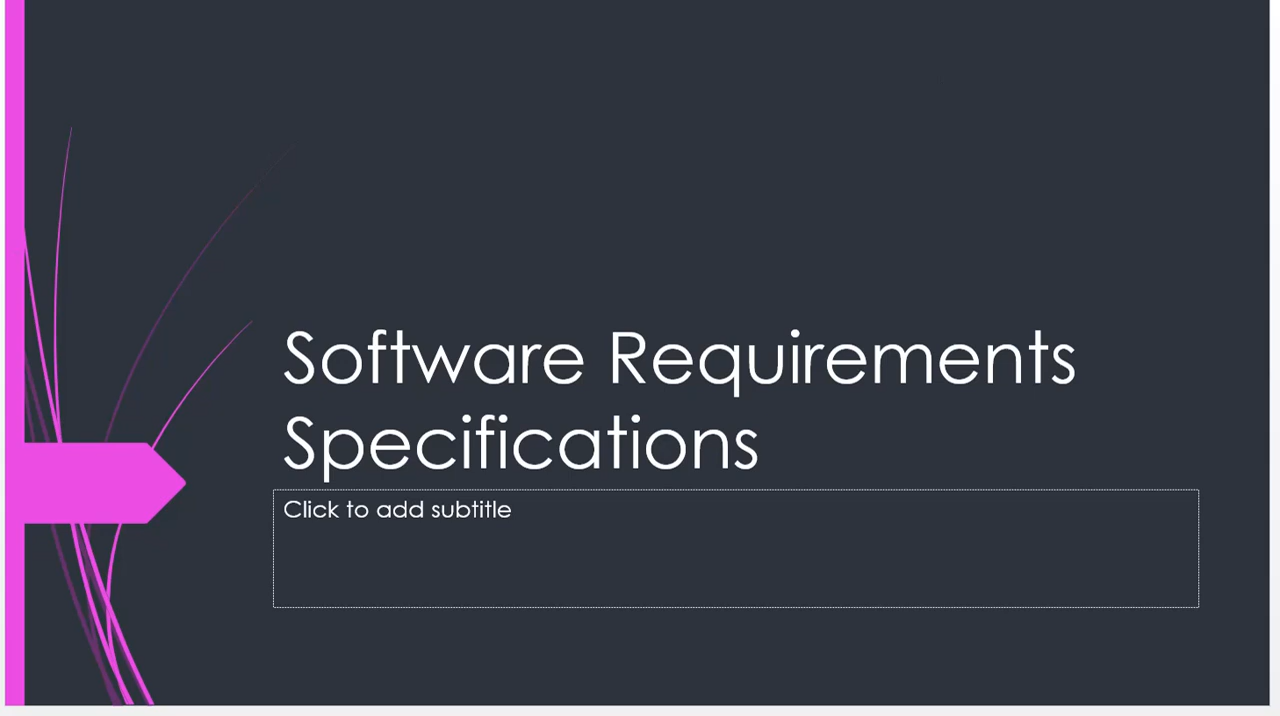 Software Requirements
Specifications
Click to add subtitle